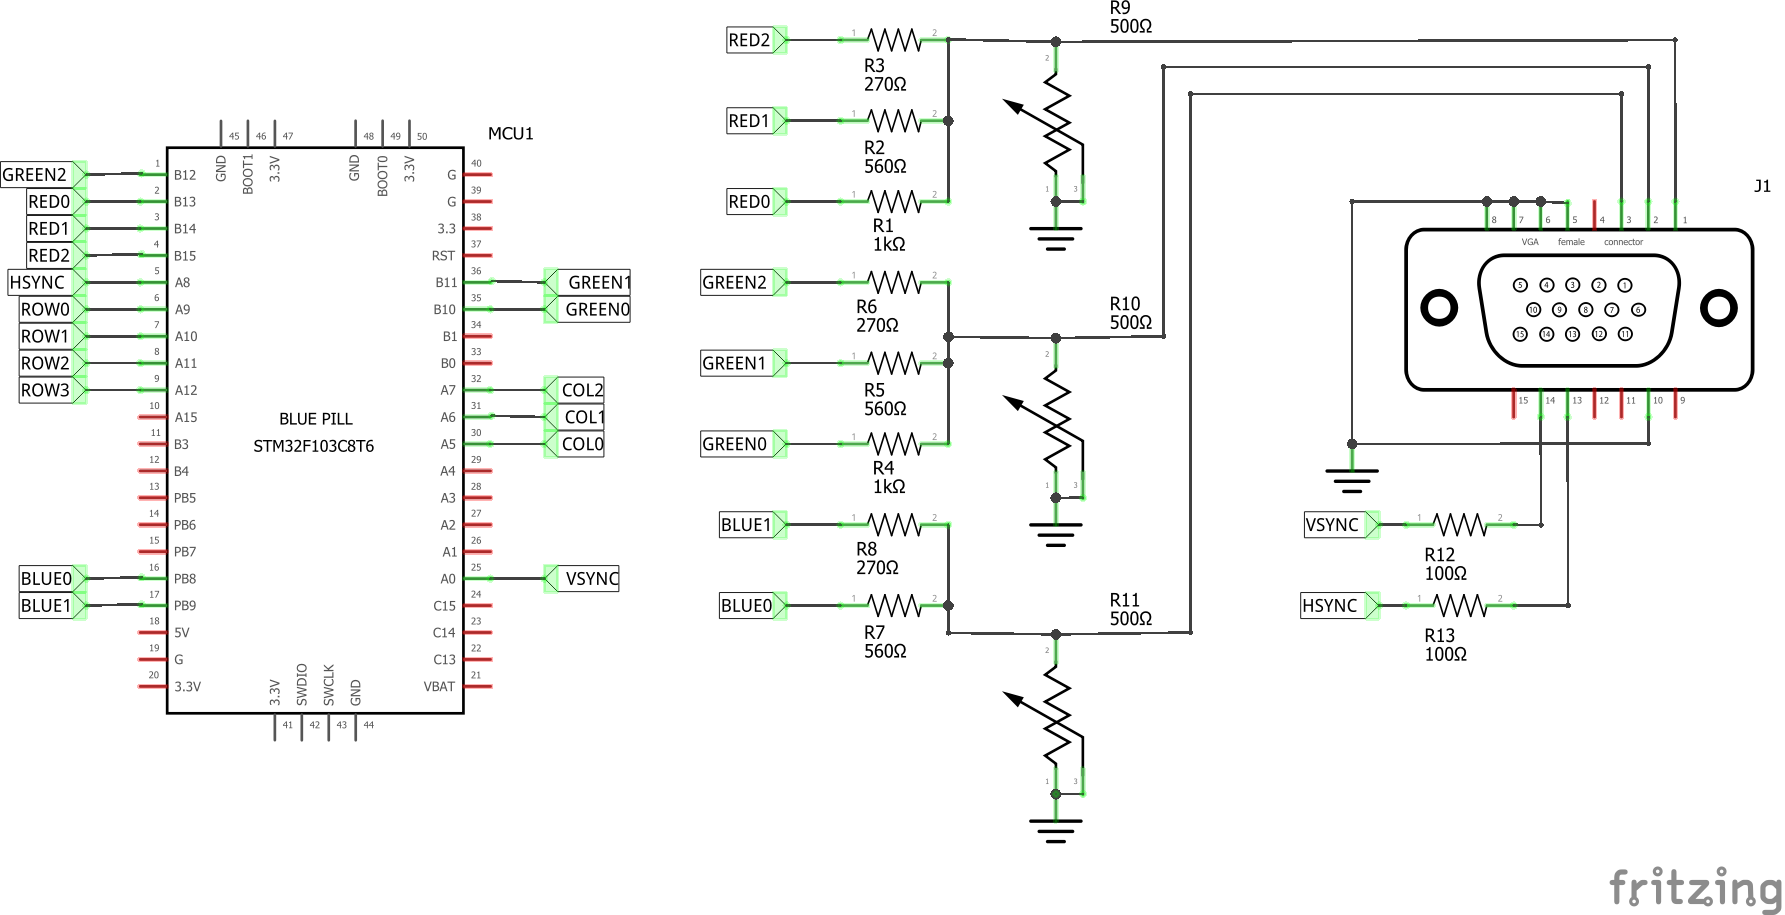 MCU1
45 46 47 48 49 50
GND BOOT1 3.3V GND BOOT0 3.3V
GREEN2 1 B12
RED0 2 B13
RED1 3 B14
RED2 4 B15
HSYNC 5 A8
ROW0 6 A9
ROW1 7 A10
ROW2 8 A11
ROW3 9 A12
10 A15
11 B3
12 B4
13 PB5
14 PB6
15 PB7
BLUE0 16 PB8
BLUE1 17 PB9
18 5V
19 G
20 3.3V
BLUE PILL
STM32F103C8T6
G 40
G 39
3.3 38
RST 37
B11 36 GREEN1
B10 35 GREEN0
B1 34
B0 33
A7 32 COL2
A6 31 COL1
A5 30 COL0
A4 29
A3 28
A2 27
A1 26
A0 25 VSYNC
C15 24
C14 23
C13 22
VBAT 21
3.3V SWDIO SWCLK GND
41 42 43 44
RED2 1 2
R3
270Ω
RED1 1 2
R2
560Ω
RED0 1 2
R1
1kΩ
GREEN2 1 2
R6
270Ω
GREEN1 1 2
R5
560Ω
GREEN0 1 2
R4
1kΩ
BLUE1 1 2
R8
270Ω
BLUE0 1 2
R7
560Ω
R9
500Ω
2
1 3
R10
500Ω
2
1 3
R11
500Ω
2
1 3
J1
8 7 6 5 4 3 2 1
VGA female connector
5 4 3 2 1
10 9 8 7 6
15 14 13 12 11
15 14 13 12 11 10 9
VSYNC 1 2
R12
100Ω
HSYNC 1 2
R13
100Ω
fritzing